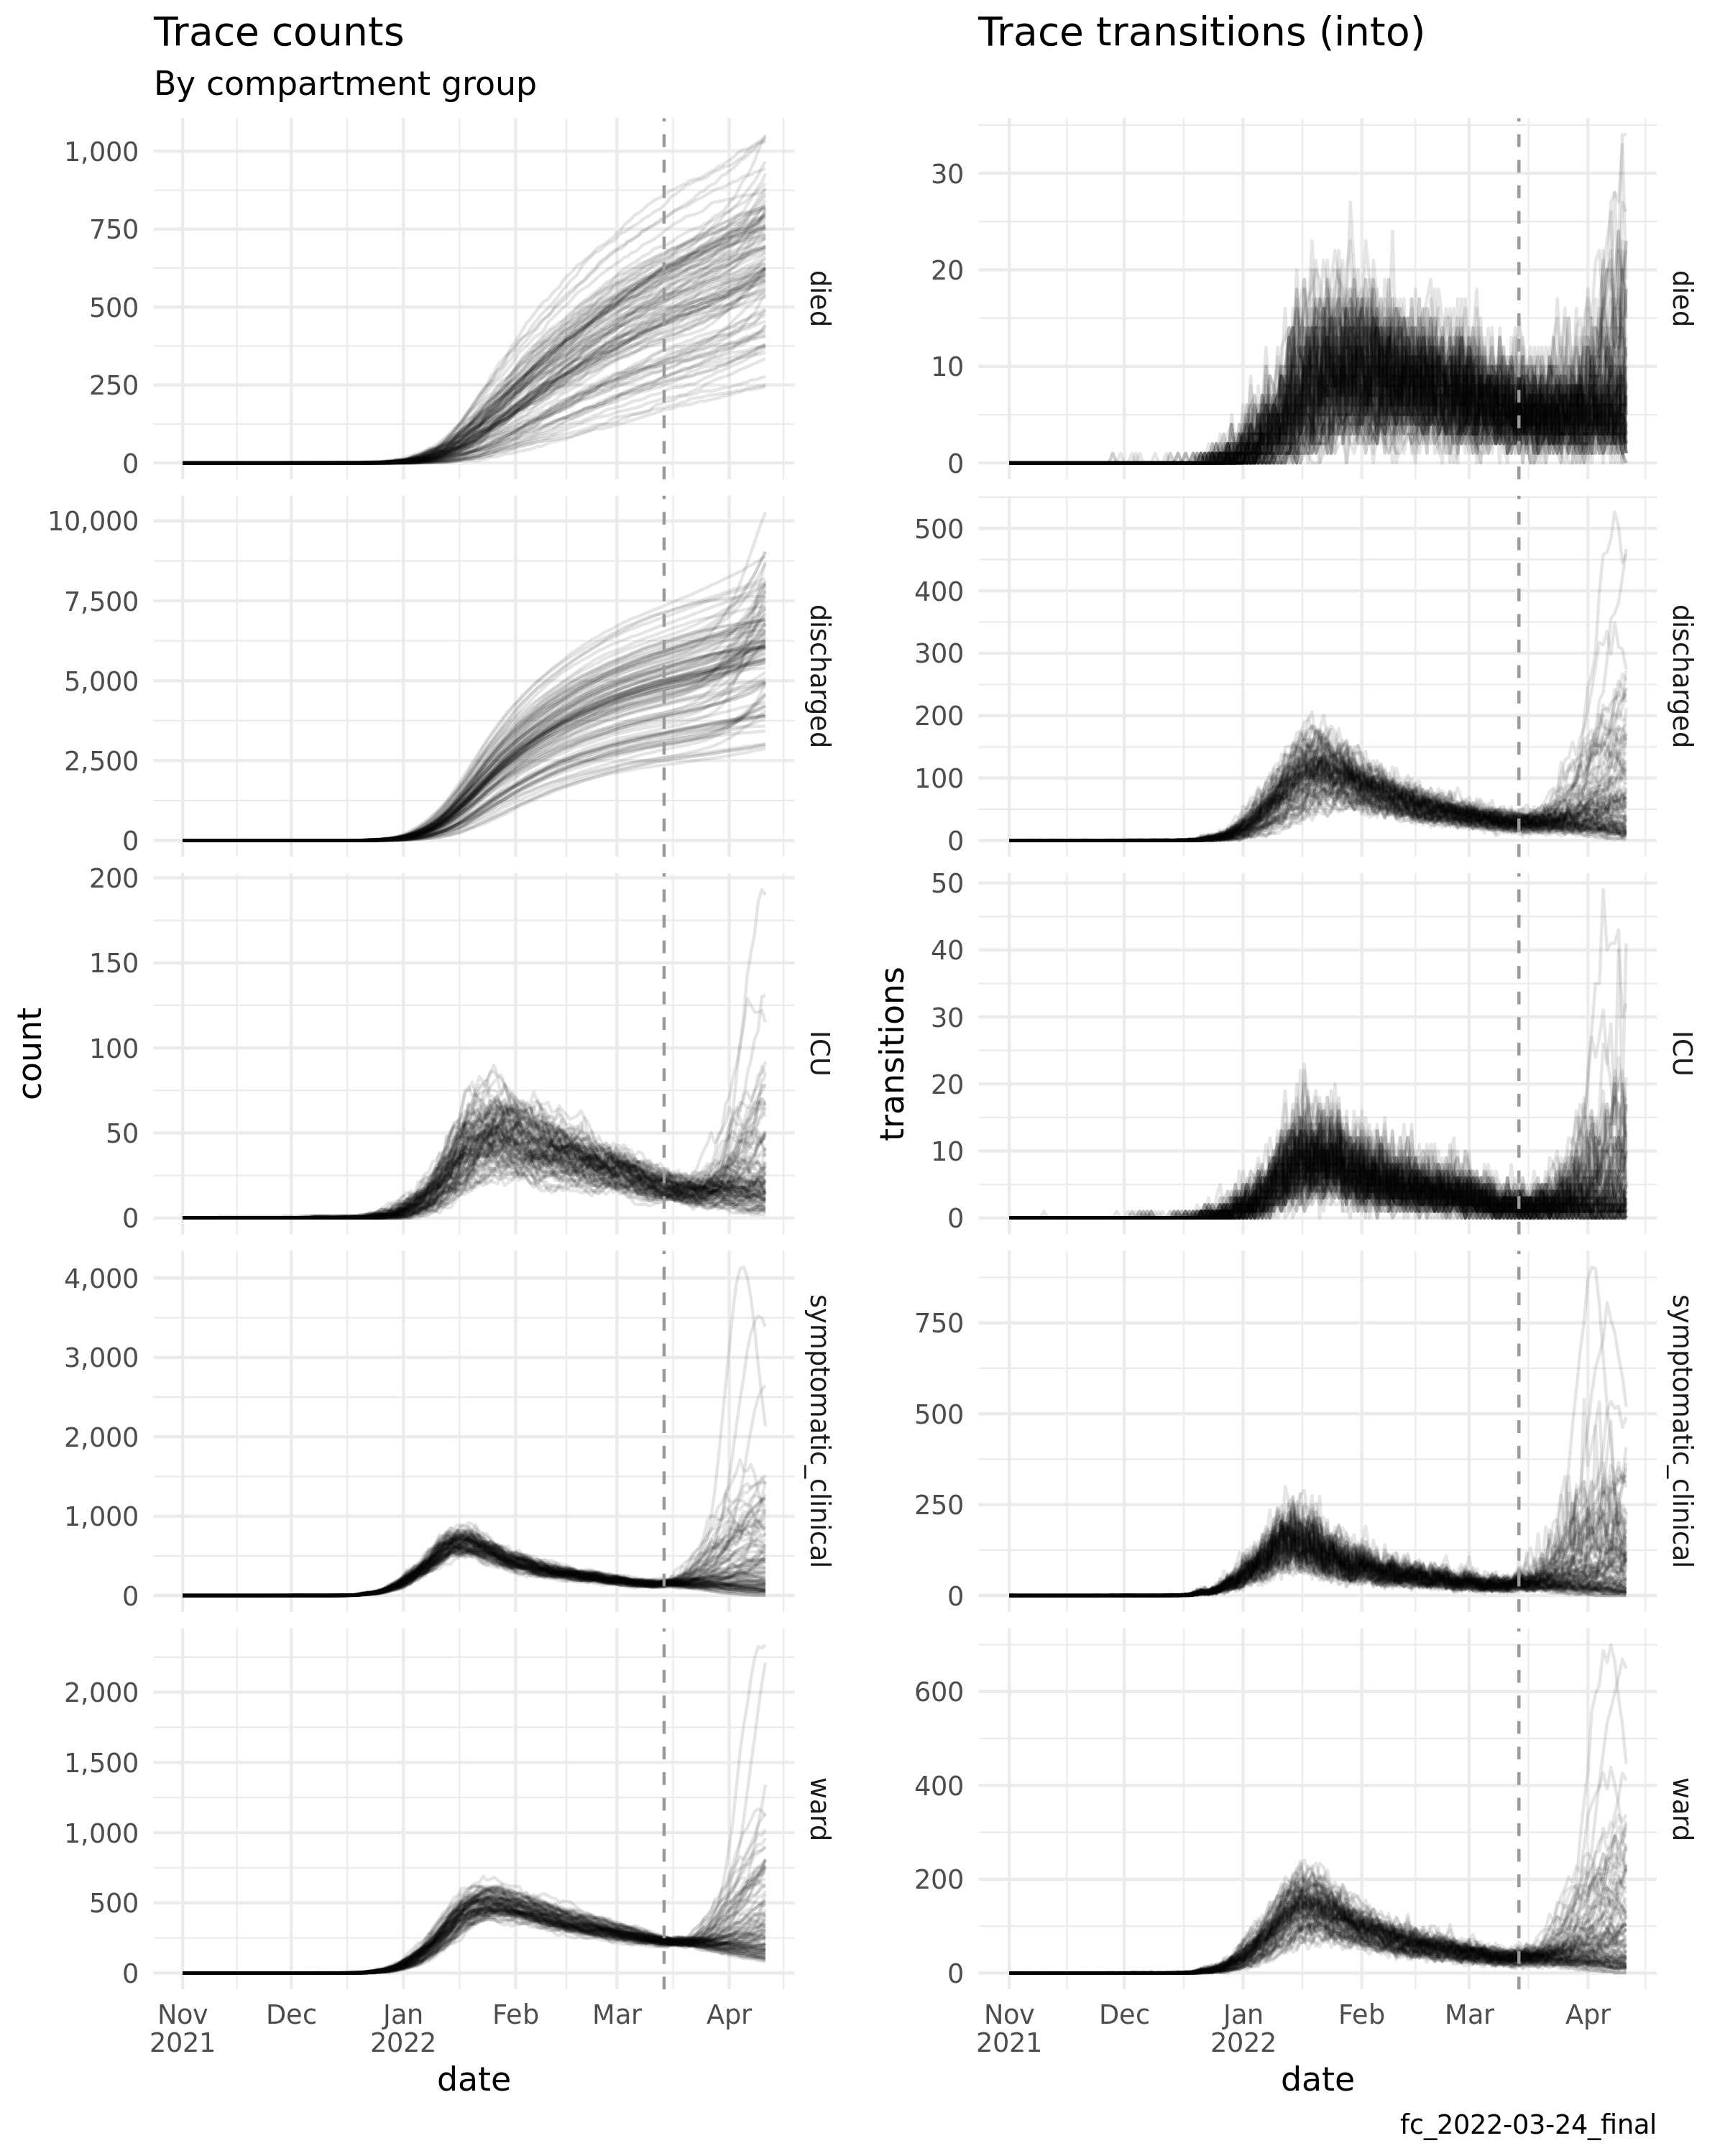 Trace counts
By compartment group
1,000
750
500
250
0
died
10,000
7,500
5,000
2,500
0
discharged
200
150
100
50
0
ICU
4,000
3,000
2,000
1,000
0
symptomatic_clinical
2,000
1,500
1,000
500
0
ward
count
Nov Dec Jan Feb Mar Apr
2021 2022
date
Trace transitions (into)
30
20
10
0
died
500
400
300
200
100
0
discharged
50
40
30
20
10
0
ICU
750
500
250
0
symptomatic_clinical
600
400
200
0
ward
transitions
Nov Dec Jan Feb Mar Apr
2021 2022
date
fc_2022-03-24_final